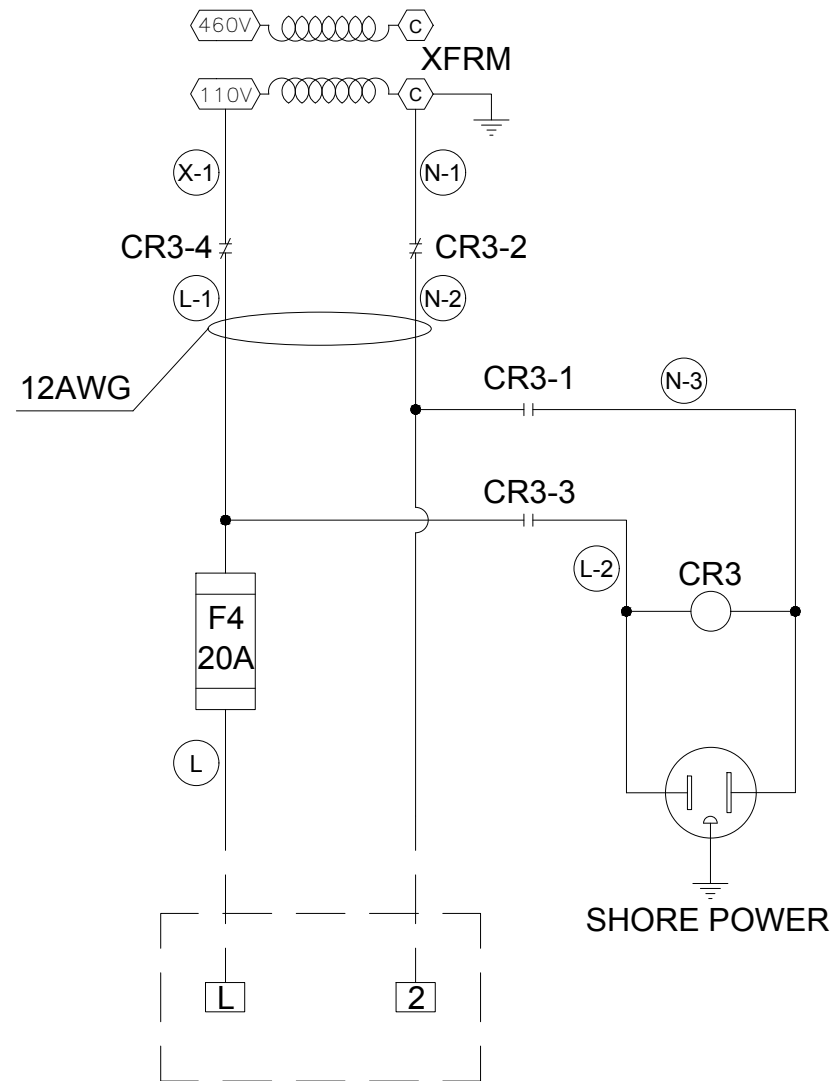 460V C
XFRM
110V C
X-1 N-1
CR3-4 CR3-2
L-1 N-2
12AWG
CR3-1 N-3
CR3-3
L-2 CR3
F4
20A
L
SHORE POWER
L 2